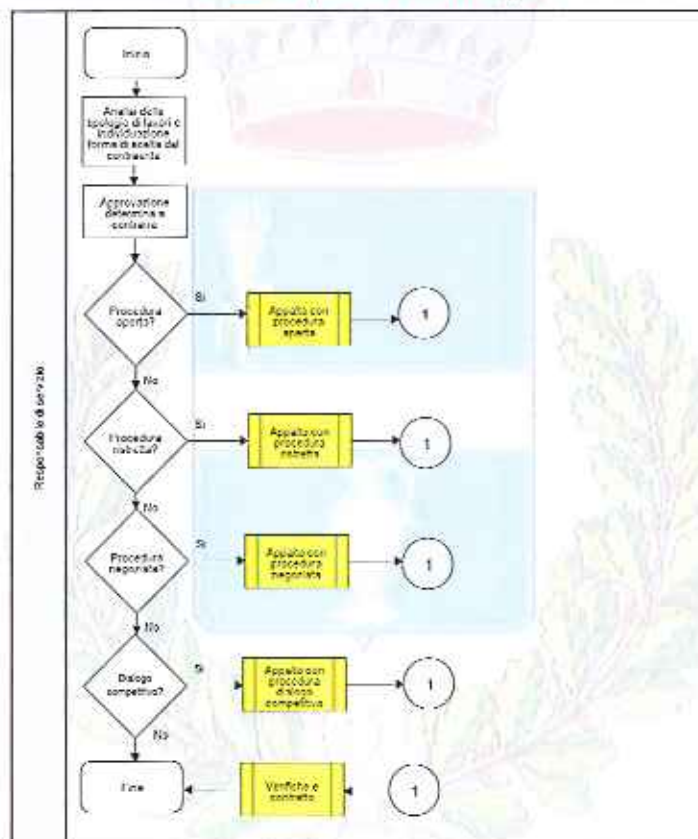 Responsabile di servizio
Inizio
Analisi della
tipologia di lavori e
individuazione
forma di scelta del
contraente
Approvazione
determina a
contrarre
Procedura
aperta?
Si
Appalto con
procedura
aperta
1
No
Procedura
ristretta?
Si
Appalto con
procedura
ristretta
1
No
Procedura
negoziata?
Si
Appalto con
procedura
negoziata
1
No
Dialogo
competitivo?
Si
Appalto con
procedura
dialogo
competitivo
1
No
Fine
Verifiche e
contratto
1